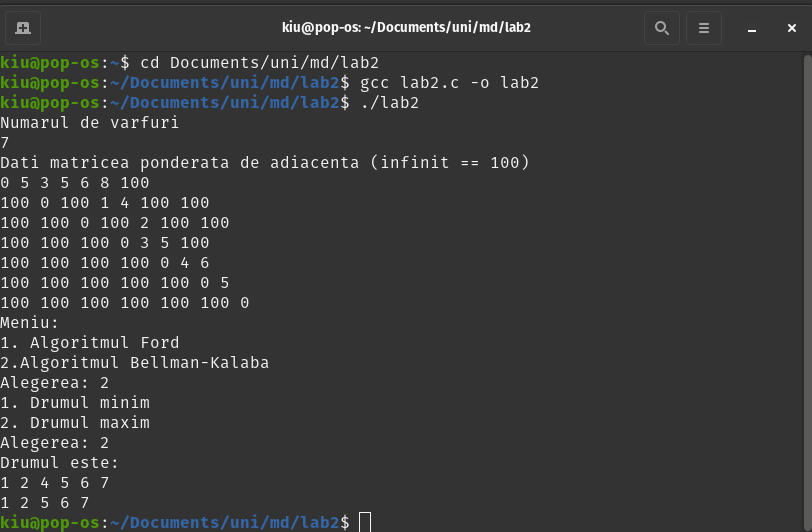 kiu@pop-os: ~/Documents/uni/md/lab2
kiu@pop-os:~$ cd Documents/uni/md/lab2
kiu@pop-os:~/Documents/uni/md/lab2$ gcc lab2.c -o lab2
kiu@pop-os:~/Documents/uni/md/lab2$ ./lab2
Numarul de varfuri
7
Dati matricea ponderata de adiacenta (infinit == 100)
0 5 3 5 6 8 100
100 0 100 1 4 100 100
100 100 0 100 2 100 100
100 100 100 0 3 5 100
100 100 100 100 0 4 6
100 100 100 100 100 0 5
100 100 100 100 100 100 0
Meniu:
1. Algoritmul Ford
2.Algoritmul Bellman-Kalaba
Alegerea: 2
1. Drumul minim
2. Drumul maxim
Alegerea: 2
Drumul este:
1 2 4 5 6 7
1 2 5 6 7
kiu@pop-os:~/Documents/uni/md/lab2$